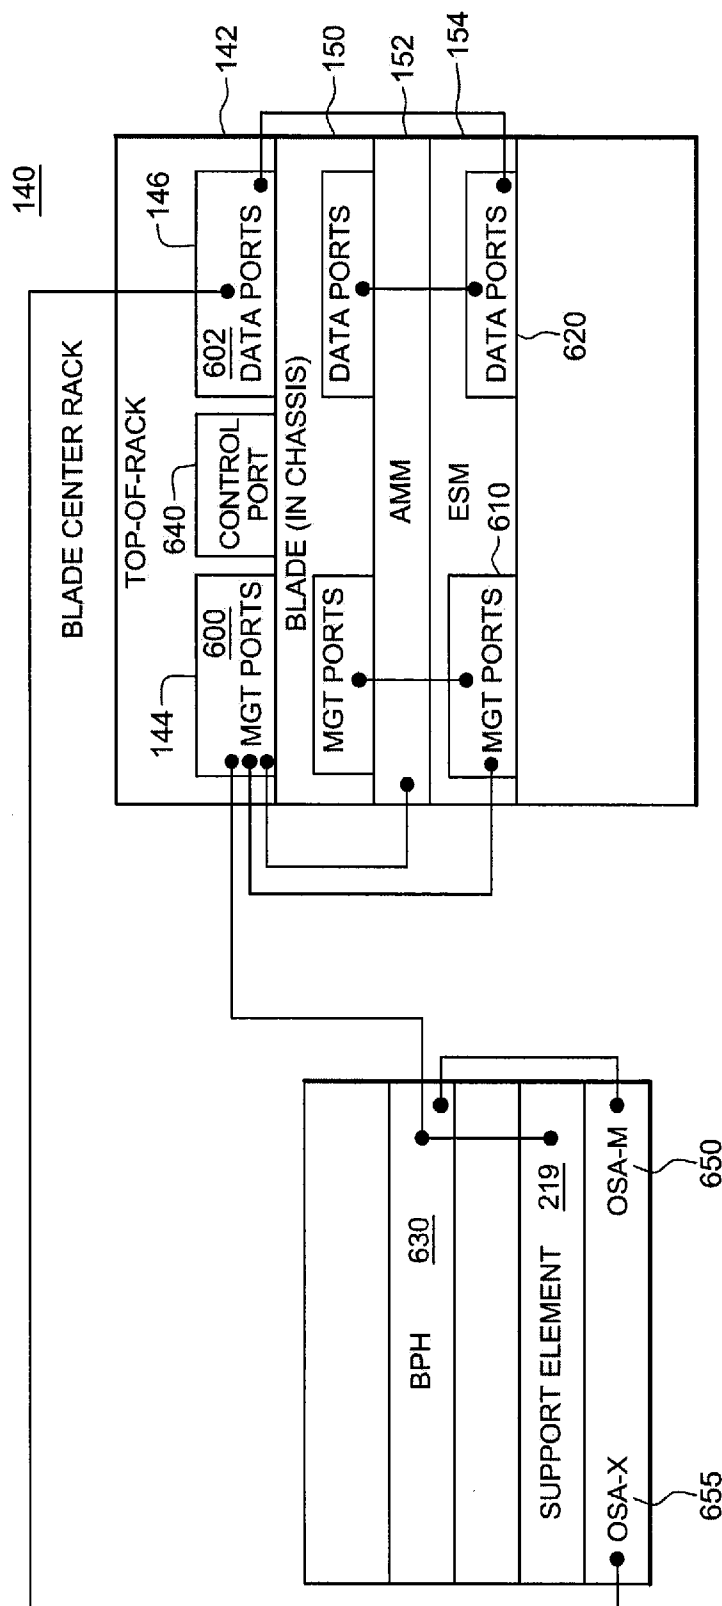 140
BLADE CENTER RACK
TOP-OF-RACK
142
144
600
MGT PORTS
640
CONTROL
PORT
146
602
DATA PORTS
BLADE (IN CHASSIS)
150
MGT PORTS
DATA PORTS
AMM
152
ESM
154
610
MGT PORTS
DATA PORTS
620
BPH
630
SUPPORT ELEMENT
219
OSA-X
OSA-M
655
650